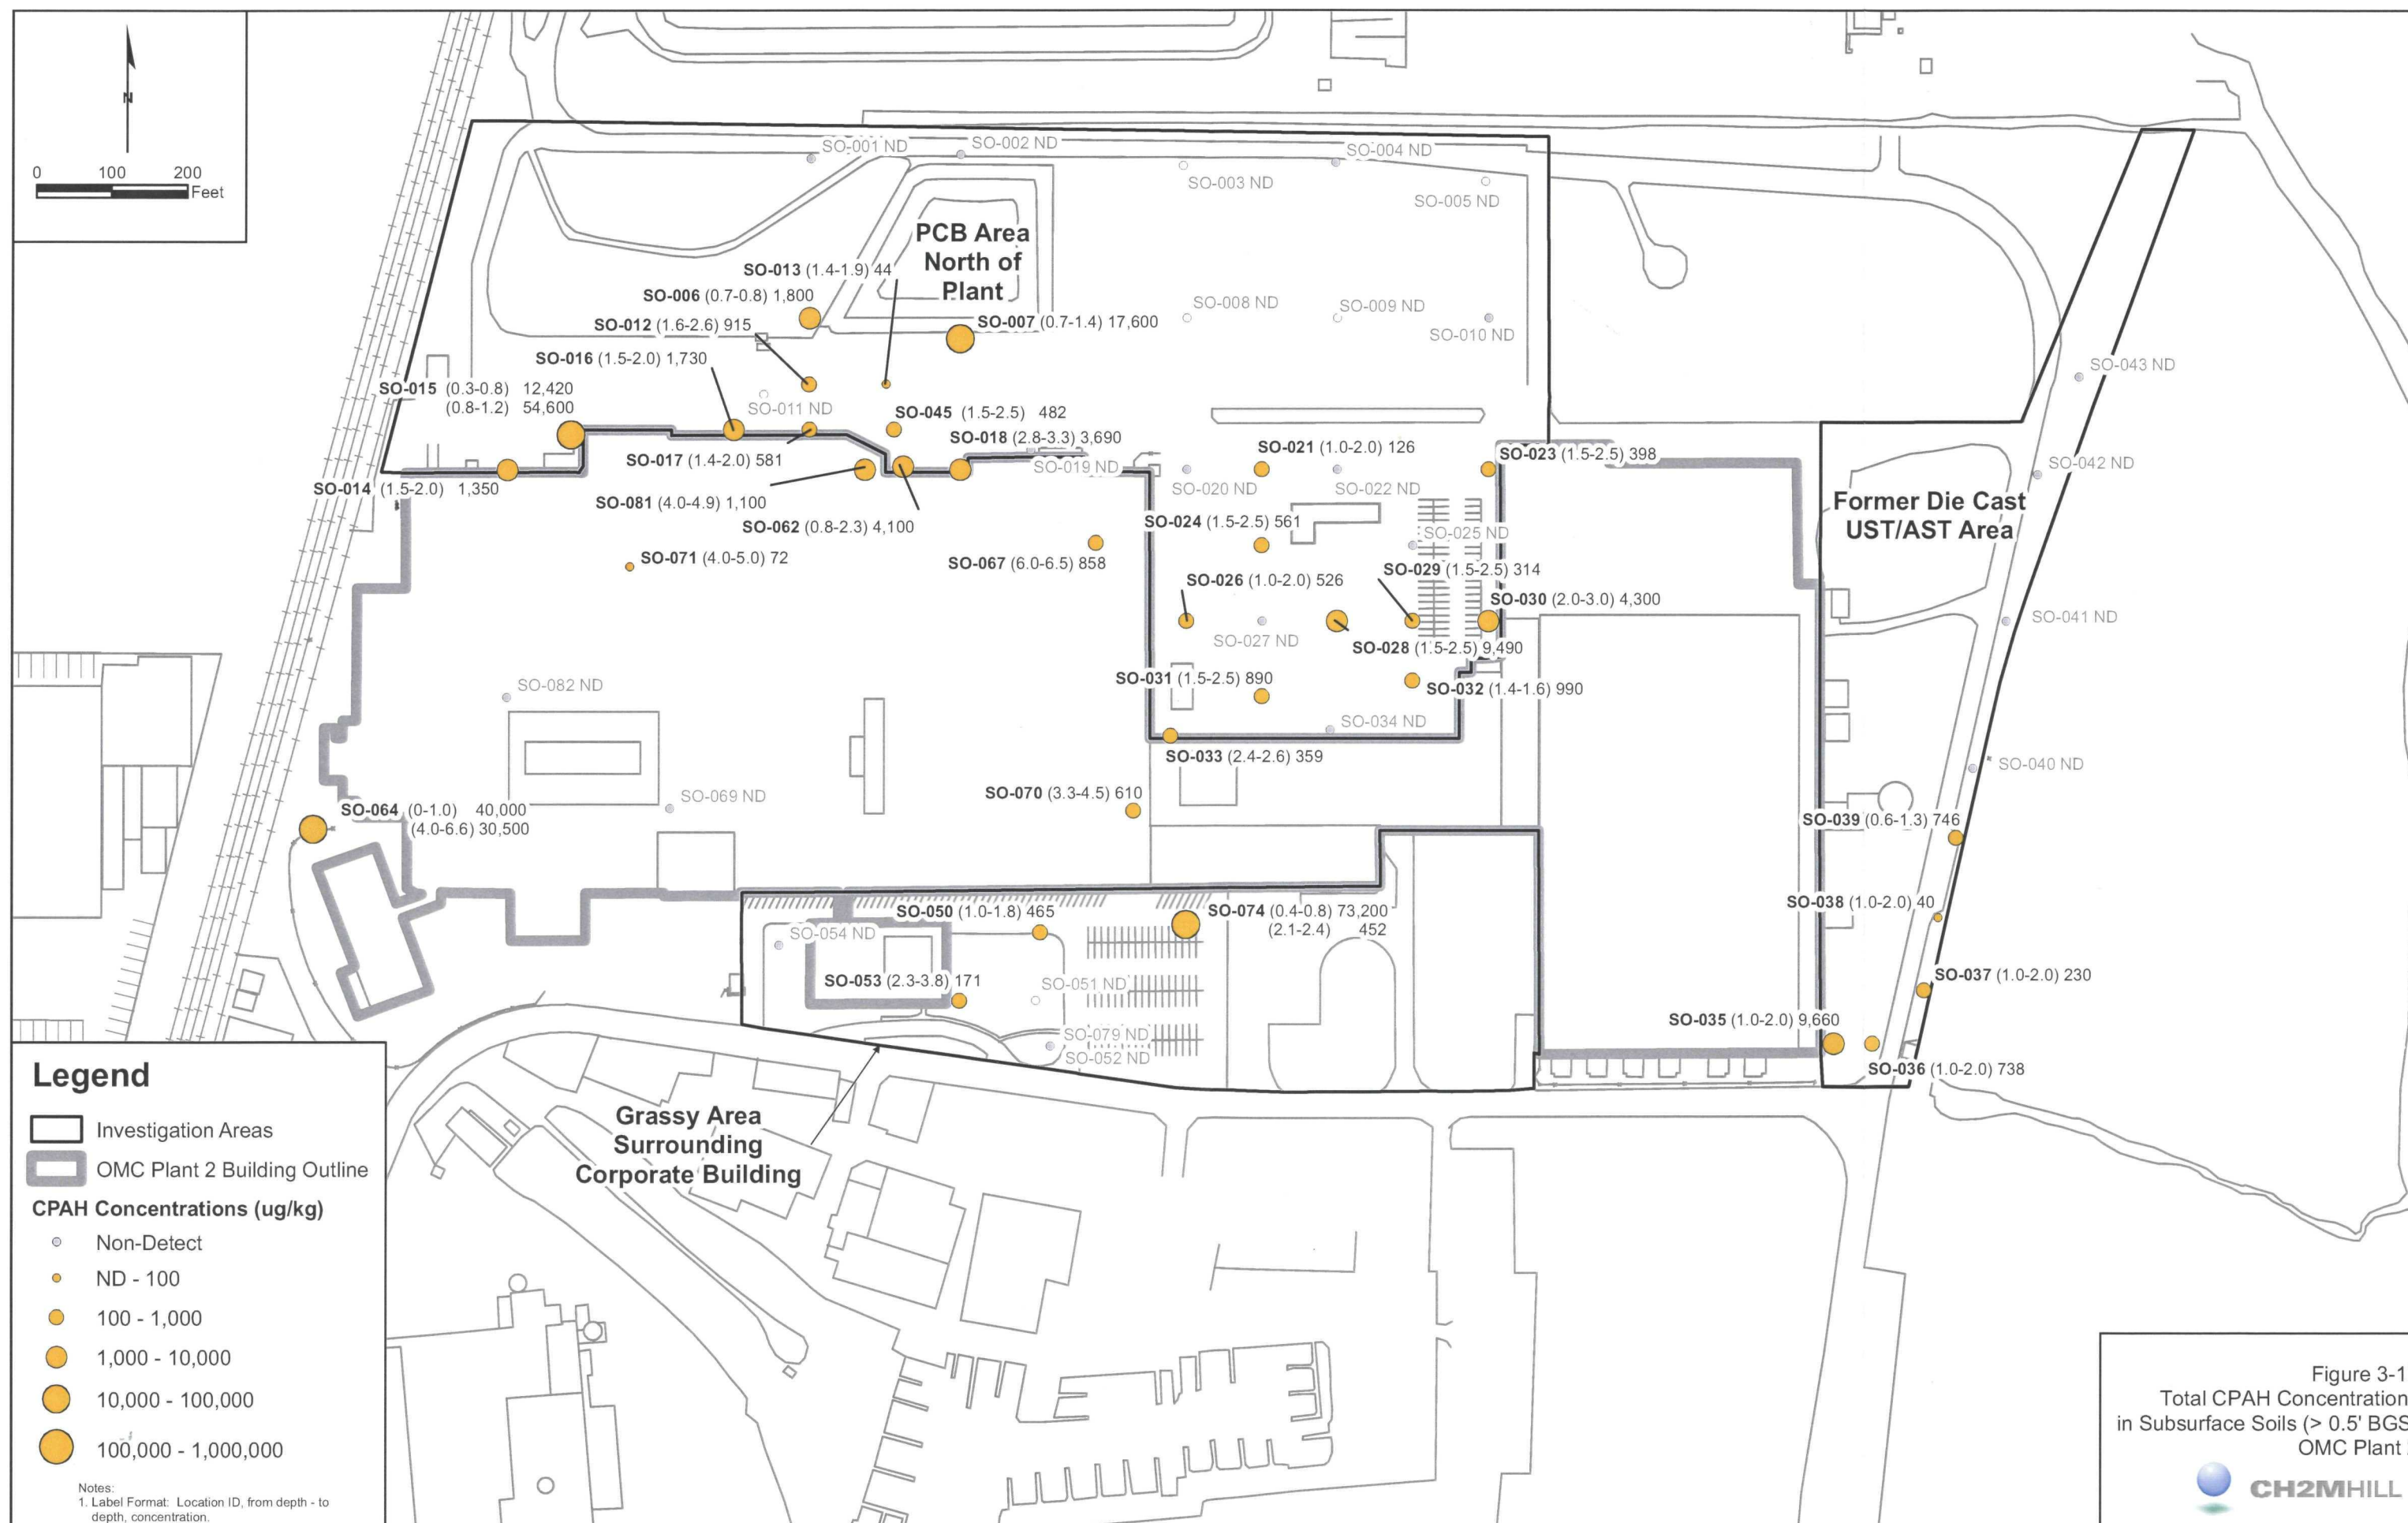 N
0 100 200
Feet
SO-001 ND
SO-002 ND
SO-003 ND
SO-004 ND
SO-005 ND
PCB Area
North of
Plant
SO-013 (1.4-1.9) 44
SO-006 (0.7-0.8) 1,800
SO-012 (1.6-2.6) 915
SO-007 (0.7-1.4) 17,600
SO-008 ND
SO-009 ND
SO-010 ND
SO-016 (1.5-2.0) 1,730
SO-015 (0.3-0.8) 12,420
(0.8-1.2) 54,600
SO-011 ND
SO-045 (1.5-2.5) 482
SO-018 (2.8-3.3) 3,690
SO-017 (1.4-2.0) 581
SO-019 ND
SO-014 (1.5-2.0) 1,350
SO-081 (4.0-4.9) 1,100
SO-062 (0.8-2.3) 4,100
SO-021 (1.0-2.0) 126
SO-023 (1.5-2.5) 398
SO-020 ND
SO-022 ND
SO-024 (1.5-2.5) 561
SO-025 ND
SO-071 (4.0-5.0) 72
SO-067 (6.0-6.5) 858
SO-026 (1.0-2.0) 526
SO-029 (1.5-2.5) 314
SO-030 (2.0-3.0) 4,300
SO-027 ND
SO-028 (1.5-2.5) 9,490
SO-031 (1.5-2.5) 890
SO-032 (1.4-1.6) 990
SO-034 ND
SO-033 (2.4-2.6) 359
SO-043 ND
SO-042 ND
Former Die Cast
UST/AST Area
SO-041 ND
SO-040 ND
SO-082 ND
SO-069 ND
SO-070 (3.3-4.5) 610
SO-064 (0-1.0) 40,000
(4.0-6.6) 30,500
SO-039 (0.6-1.3) 746
SO-038 (1.0-2.0) 40
SO-037 (1.0-2.0) 230
SO-035 (1.0-2.0) 9,660
SO-036 (1.0-2.0) 738
SO-050 (1.0-1.8) 465
SO-074 (0.4-0.8) 73,200
(2.1-2.4) 452
SO-054 ND
SO-053 (2.3-3.8) 171
SO-051 ND
SO-079 ND
SO-052 ND
Grassy Area
Surrounding
Corporate Building
Legend
Investigation Areas
OMC Plant 2 Building Outline
CPAH Concentrations (ug/kg)
Non-Detect
ND - 100
100 - 1,000
1,000 - 10,000
10,000 - 100,000
100,000 - 1,000,000
Notes:
1. Label Format: Location ID, from depth - to
depth, concentration.
Figure 3-1
Total CPAH Concentration
in Subsurface Soils (> 0.5' BGS
OMC Plant
CH2MHILL